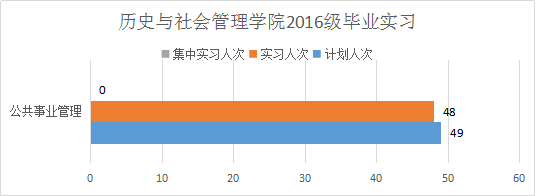 历史与社会管理学院2016级毕业实习
集中实习人次 实习人次 计划人次
0
公共事业管理
48
49
0 10 20 30 40 50 60